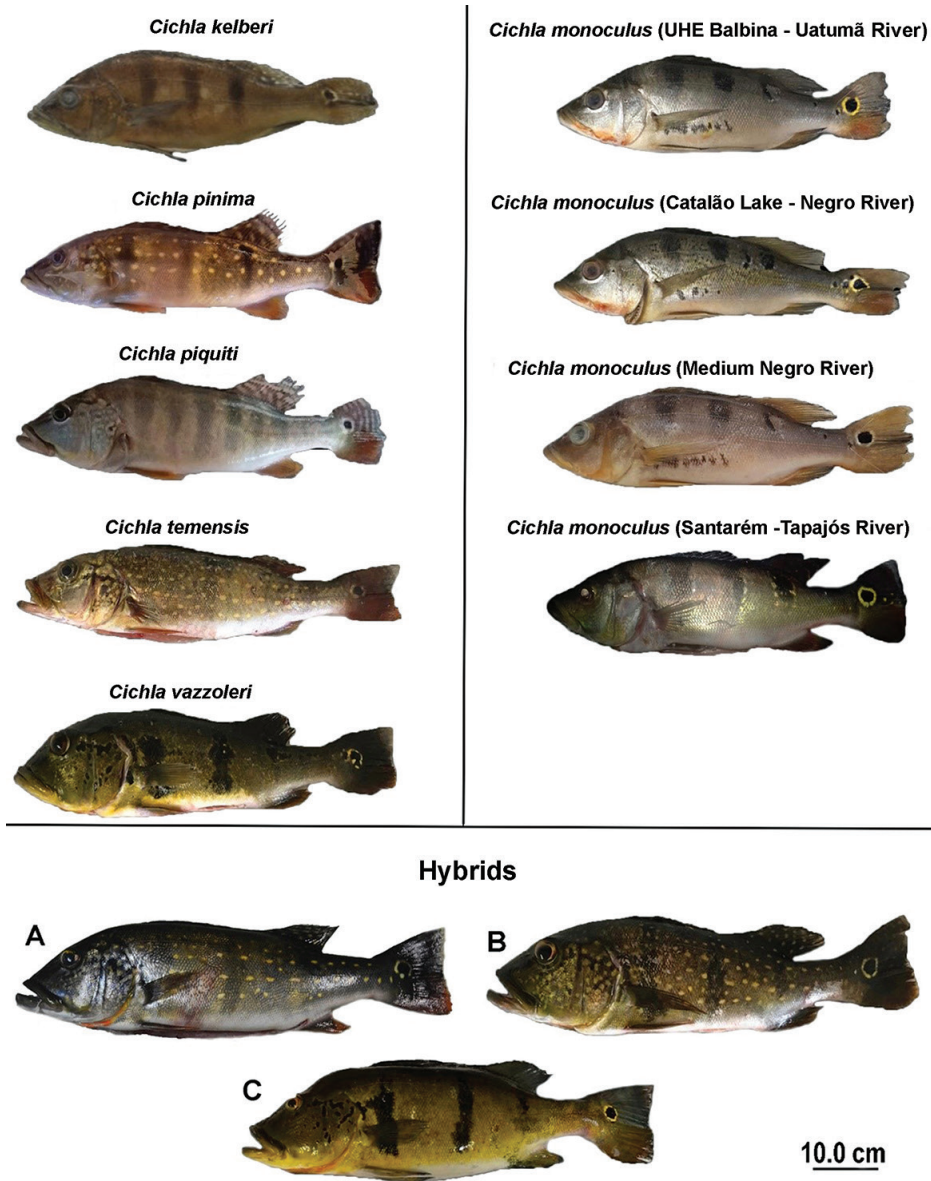 Cichla kelberi
Cichla pinima
Cichla piquiti
Cichla temensis
Cichla vazzoleri
Cichla monoculus (UHE Balbina - Uatumã River)
Cichla monoculus (Catalão Lake - Negro River)
Cichla monoculus (Medium Negro River)
Cichla monoculus (Santarém -Tapajós River)
Hybrids
A
B
C
10.0 cm